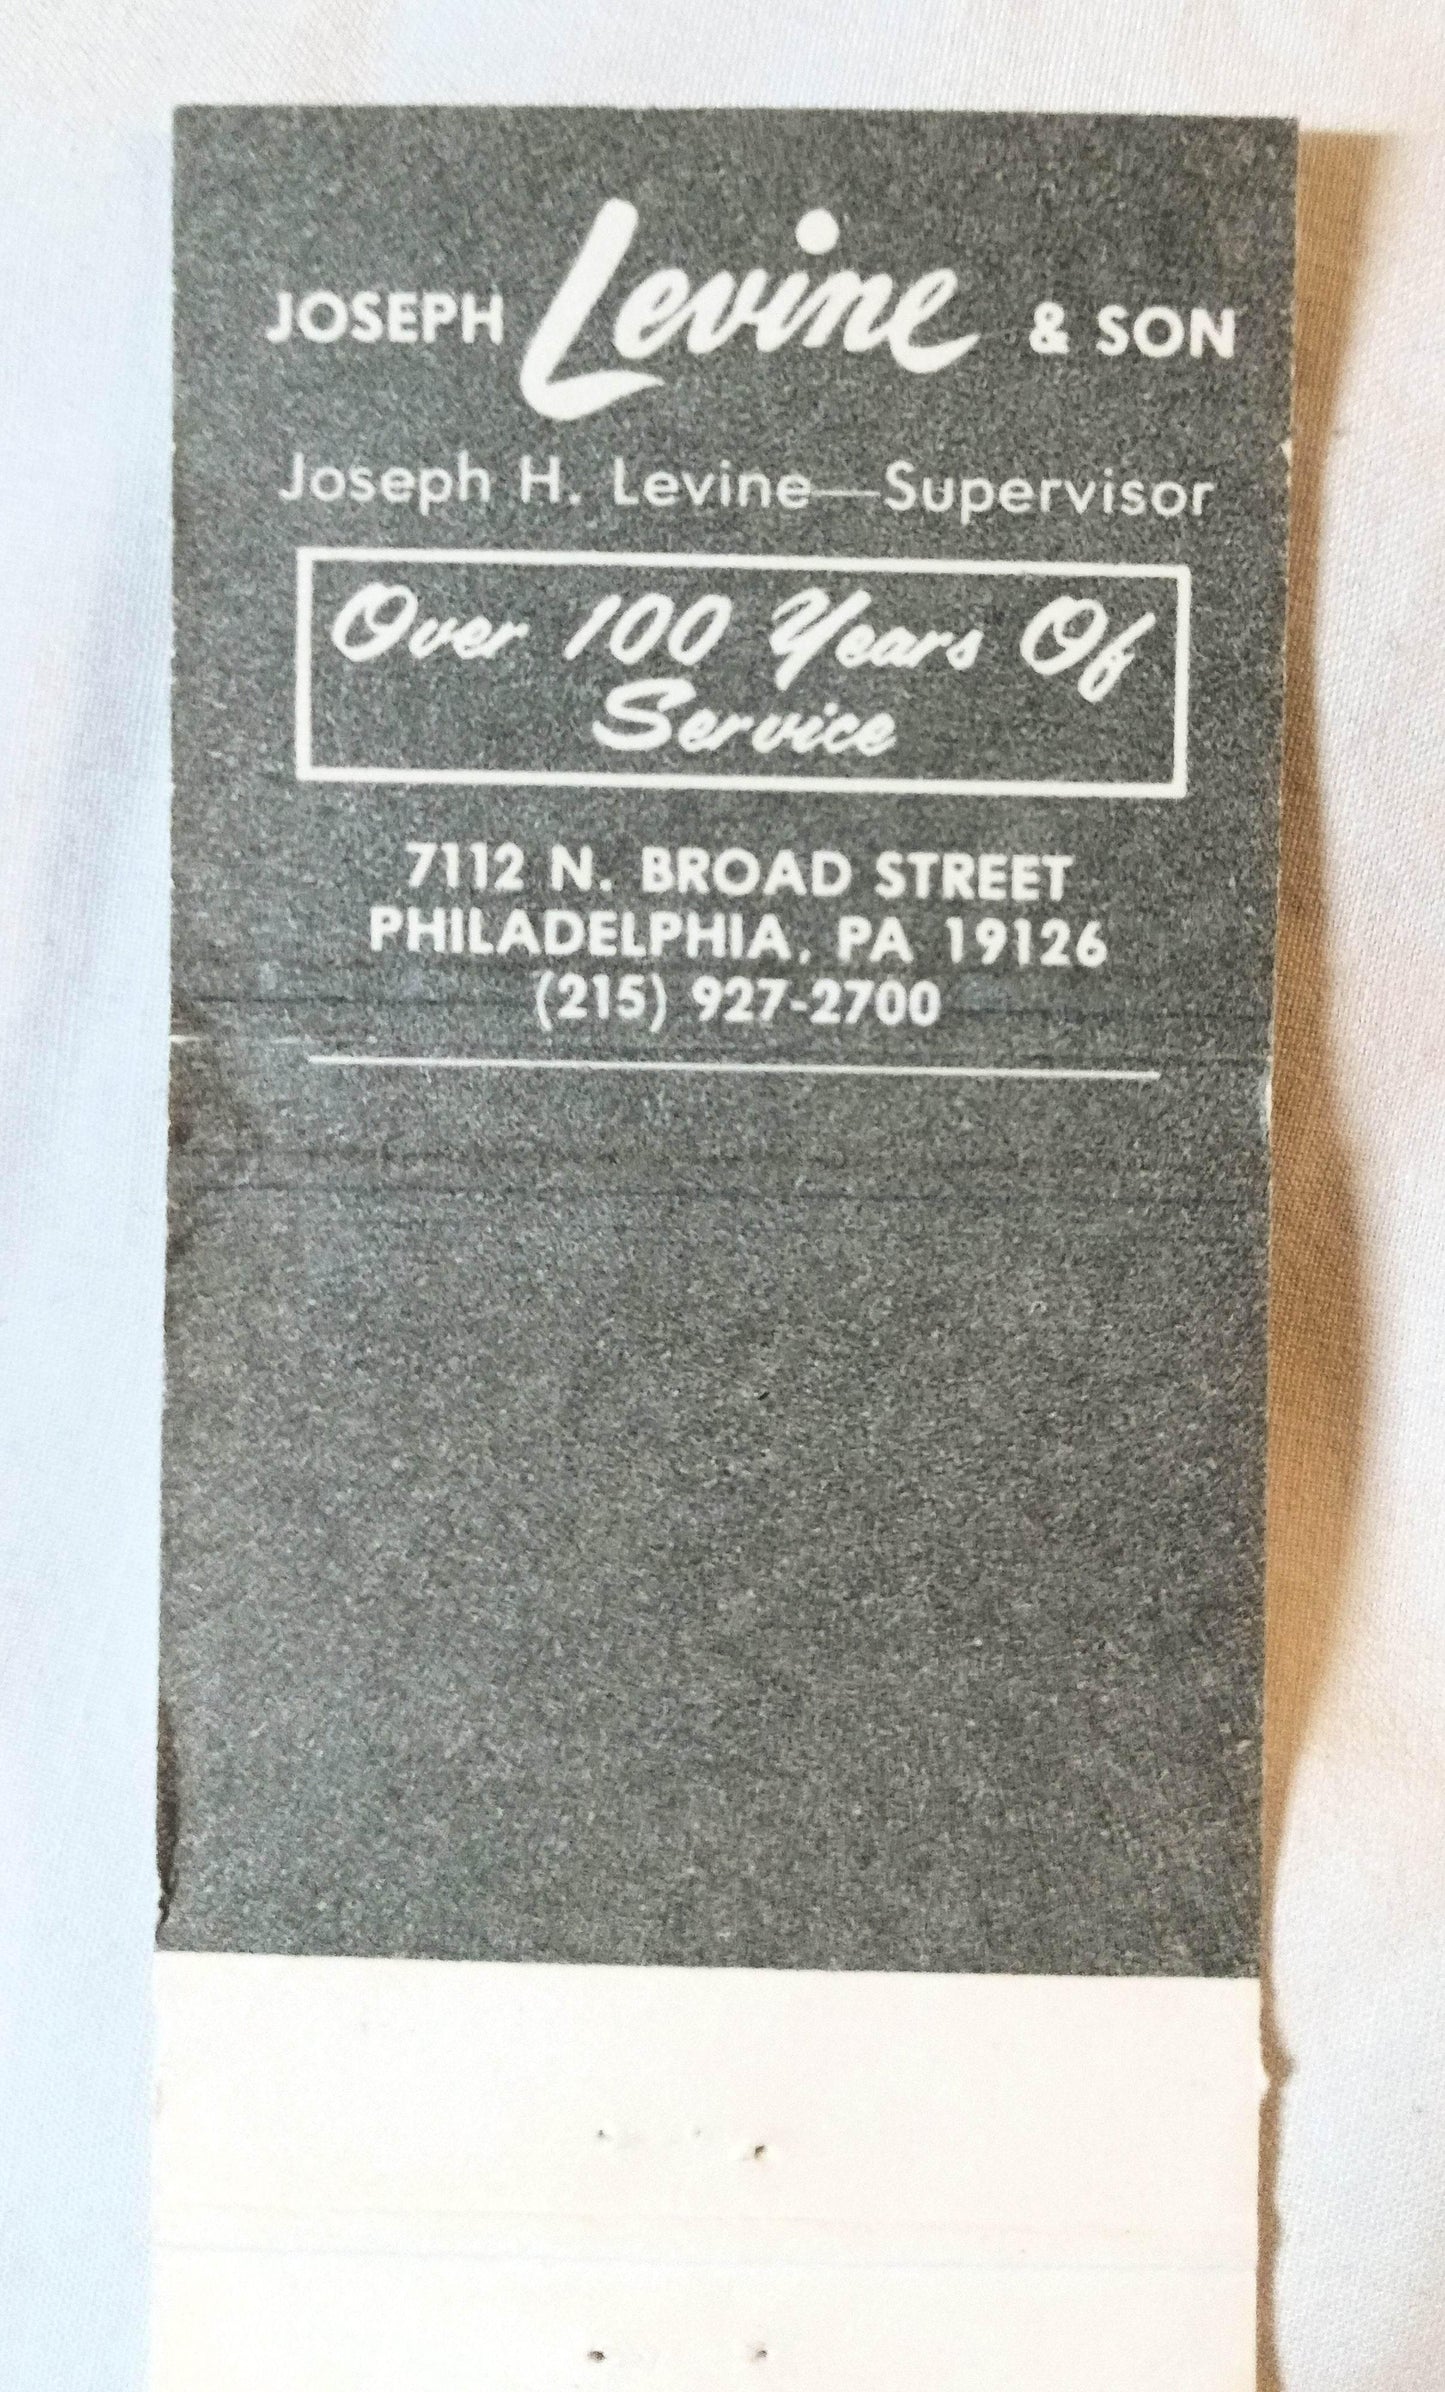 JOSEPH Levine & SON
Joseph H. Levine—Supervisor
Over 100 Years Of
Service
7112 N. BROAD STREET
PHILADELPHIA, PA 19126
(215) 927-2700